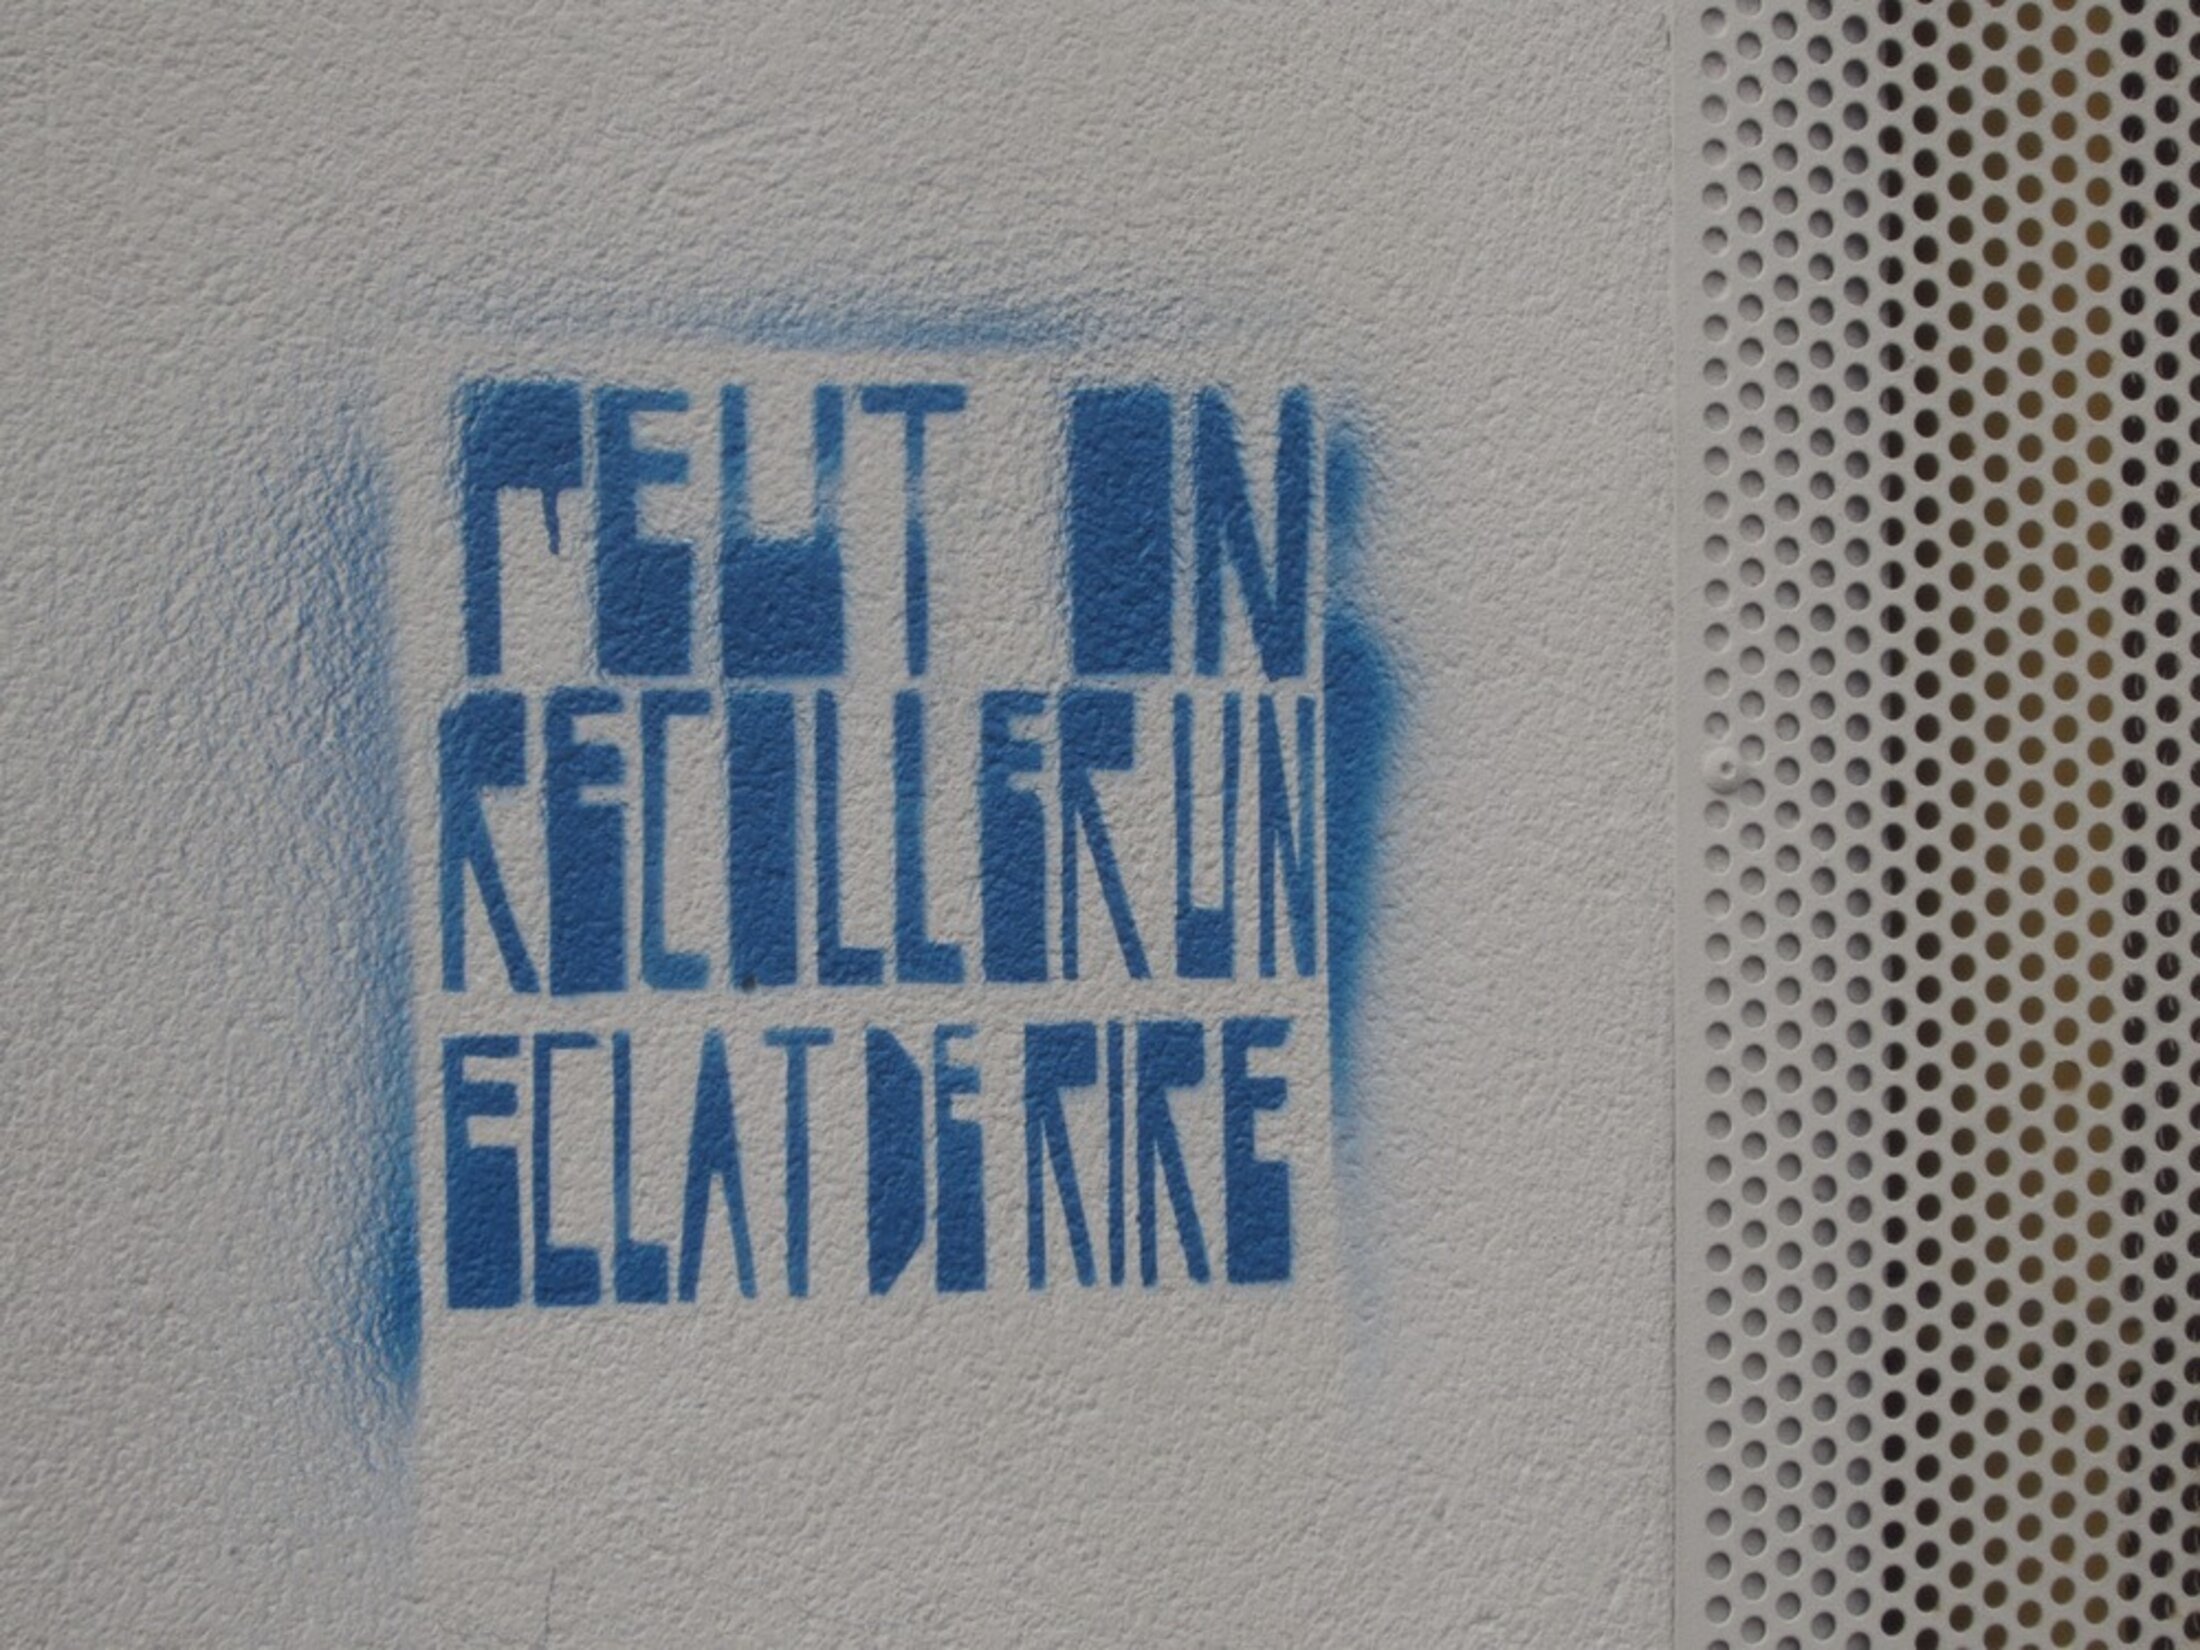 PEUT ON
RECOLLER UN
ECLAT DE RIRE